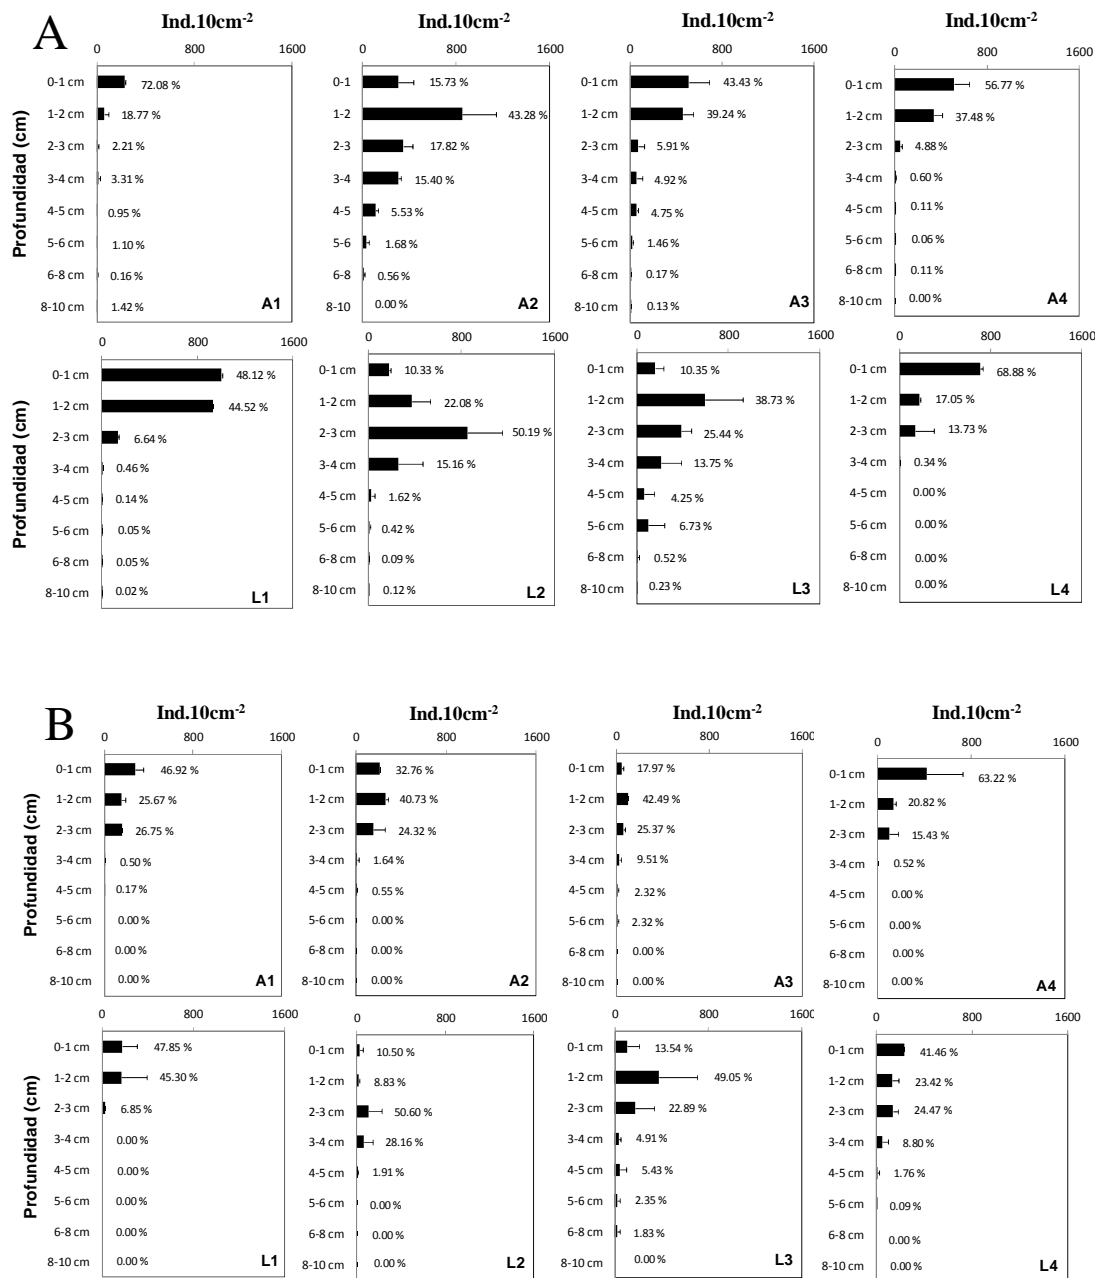 A
Ind.10cm-2 Ind.10cm-2 Ind.10cm-2 Ind.10cm-2
0 800 1600 0 800 1600 0 800 1600 0 800 1600
Profundidad (cm)
0-1 cm 72.08 % 0-1 15.73 % 0-1 cm 43.43 % 0-1 cm 56.77 %
1-2 cm 18.77 % 1-2 43.28 % 1-2 cm 39.24 % 1-2 cm 37.48 %
2-3 cm 2.21 % 2-3 17.82 % 2-3 cm 5.91 % 2-3 cm 4.88 %
3-4 cm 3.31 % 3-4 15.40 % 3-4 cm 4.92 % 3-4 cm 0.60 %
4-5 cm 0.95 % 4-5 5.53 % 4-5 cm 4.75 % 4-5 cm 0.11 %
5-6 cm 1.10 % 5-6 1.68 % 5-6 cm 1.46 % 5-6 cm 0.06 %
6-8 cm 0.16 % 6-8 0.56 % 6-8 cm 0.17 % 6-8 cm 0.11 %
8-10 cm 1.42 % A1 8-10 0.00 % A2 8-10 cm 0.13 % A3 8-10 cm 0.00 % A4
0 800 1600 0 800 1600 0 800 1600 0 800 1600
Profundidad (cm)
0-1 cm 48.12 % 0-1 cm 10.33 % 0-1 cm 10.35 % 0-1 cm 68.88 %
1-2 cm 44.52 % 1-2 cm 22.08 % 1-2 cm 38.73 % 1-2 cm 17.05 %
2-3 cm 6.64 % 2-3 cm 50.19 % 2-3 cm 25.44 % 2-3 cm 13.73 %
3-4 cm 0.46 % 3-4 cm 15.16 % 3-4 cm 13.75 % 3-4 cm 0.34 %
4-5 cm 0.14 % 4-5 cm 1.62 % 4-5 cm 4.25 % 4-5 cm 0.00 %
5-6 cm 0.05 % 5-6 cm 0.42 % 5-6 cm 6.73 % 5-6 cm 0.00 %
6-8 cm 0.05 % 6-8 cm 0.09 % 6-8 cm 0.52 % 6-8 cm 0.00 %
8-10 cm 0.02 % L1 8-10 cm 0.12 % L2 8-10 cm 0.23 % L3 8-10 cm 0.00 % L4
B
Ind.10cm-2 Ind.10cm-2 Ind.10cm-2 Ind.10cm-2
0 800 1600 0 800 1600 0 800 1600 0 800 1600
Profundidad (cm)
0-1 cm 46.92 % 0-1 cm 32.76 % 0-1 cm 17.97 % 0-1 cm 63.22 %
1-2 cm 25.67 % 1-2 cm 40.73 % 1-2 cm 42.49 % 1-2 cm 20.82 %
2-3 cm 26.75 % 2-3 cm 24.32 % 2-3 cm 25.37 % 2-3 cm 15.43 %
3-4 cm 0.50 % 3-4 cm 1.64 % 3-4 cm 9.51 % 3-4 cm 0.52 %
4-5 cm 0.17 % 4-5 cm 0.55 % 4-5 cm 2.32 % 4-5 cm 0.00 %
5-6 cm 0.00 % 5-6 cm 0.00 % 5-6 cm 2.32 % 5-6 cm 0.00 %
6-8 cm 0.00 % 6-8 cm 0.00 % 6-8 cm 0.00 % 6-8 cm 0.00 %
8-10 cm 0.00 % A1 8-10 cm 0.00 % A2 8-10 cm 0.00 % A3 8-10 cm 0.00 % A4
0 800 1600 0 800 1600 0 800 1600 0 800 1600
Profundidad (cm)
0-1 cm 47.85 % 0-1 cm 10.50 % 0-1 cm 13.54 % 0-1 cm 41.46 %
1-2 cm 45.30 % 1-2 cm 8.83 % 1-2 cm 49.05 % 1-2 cm 23.42 %
2-3 cm 6.85 % 2-3 cm 50.60 % 2-3 cm 22.89 % 2-3 cm 24.47 %
3-4 cm 0.00 % 3-4 cm 28.16 % 3-4 cm 4.91 % 3-4 cm 8.80 %
4-5 cm 0.00 % 4-5 cm 1.91 % 4-5 cm 5.43 % 4-5 cm 1.76 %
5-6 cm 0.00 % 5-6 cm 0.00 % 5-6 cm 2.35 % 5-6 cm 0.09 %
6-8 cm 0.00 % 6-8 cm 0.00 % 6-8 cm 1.83 % 6-8 cm 0.00 %
8-10 cm 0.00 % L1 8-10 cm 0.00 % L2 8-10 cm 0.00 % L3 8-10 cm 0.00 % L4